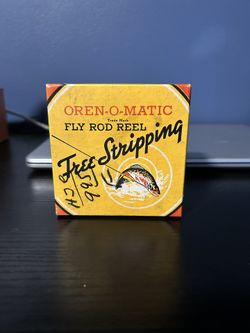 OREN-O-MATIC
Trade Mark
FLY ROD REEL
Free Stripping